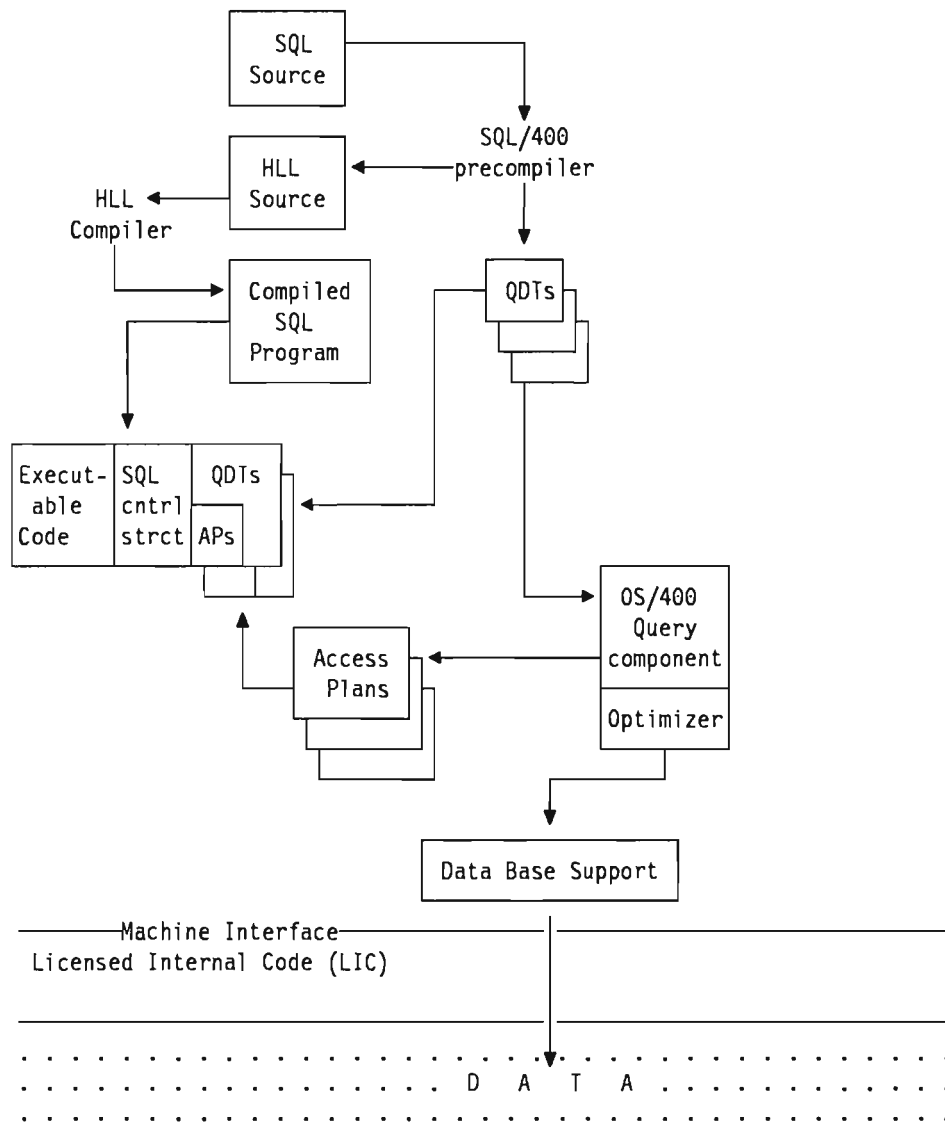 SQL
Source
SQL/400
precompiler
HLL
Source
HLL
Compiler
Compiled
SQL
Program
QDTs
Execut-
able
Code
SQL
cntrl
strct
QDTs
APs
OS/400
Query
component
Optimizer
Access
Plans
Data Base Support
Machine Interface
Licensed Internal Code (LIC)
D A T A